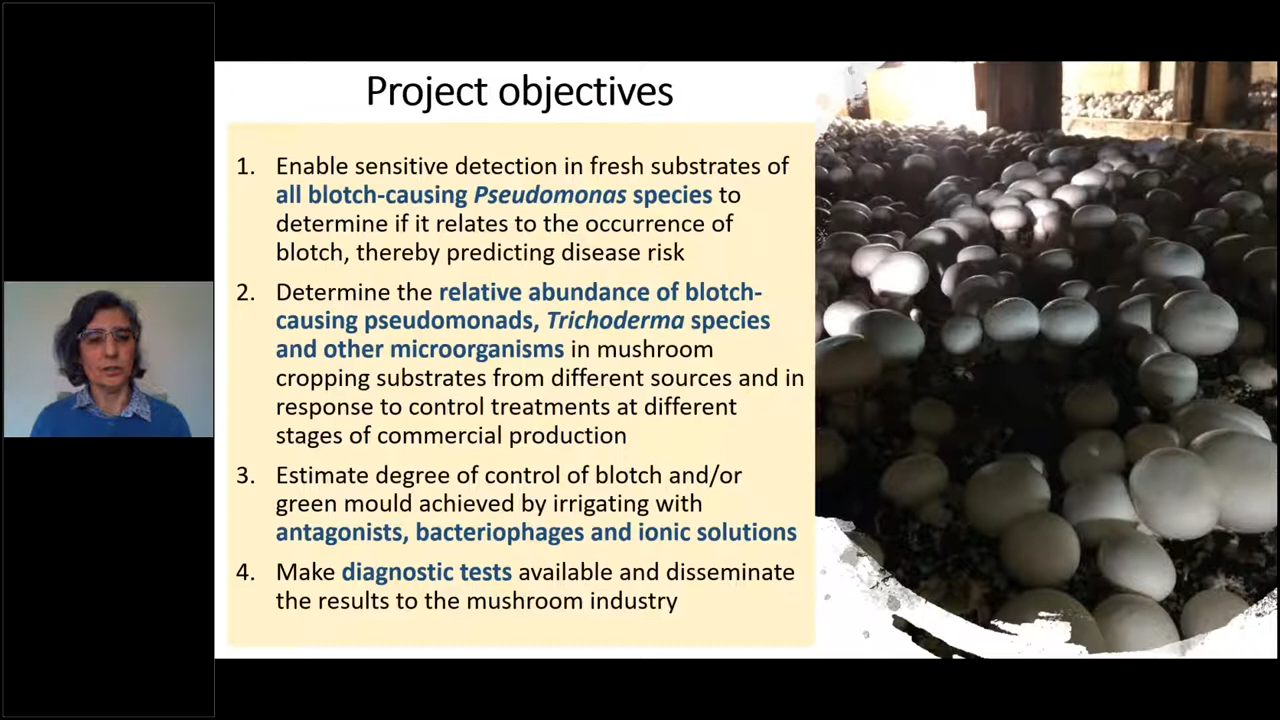 Project objectives
1. Enable sensitive detection in fresh substrates of
all blotch-causing Pseudomonas species to
determine if it relates to the occurrence of
blotch, thereby predicting disease risk
2. Determine the relative abundance of blotch-
causing pseudomonads, Trichoderma species
and other microorganisms in mushroom
cropping substrates from different sources and in
response to control treatments at different
stages of commercial production
3. Estimate degree of control of blotch and/or
green mould achieved by irrigating with
antagonists, bacteriophages and ionic solutions
4. Make diagnostic tests available and disseminate
the results to the mushroom industry